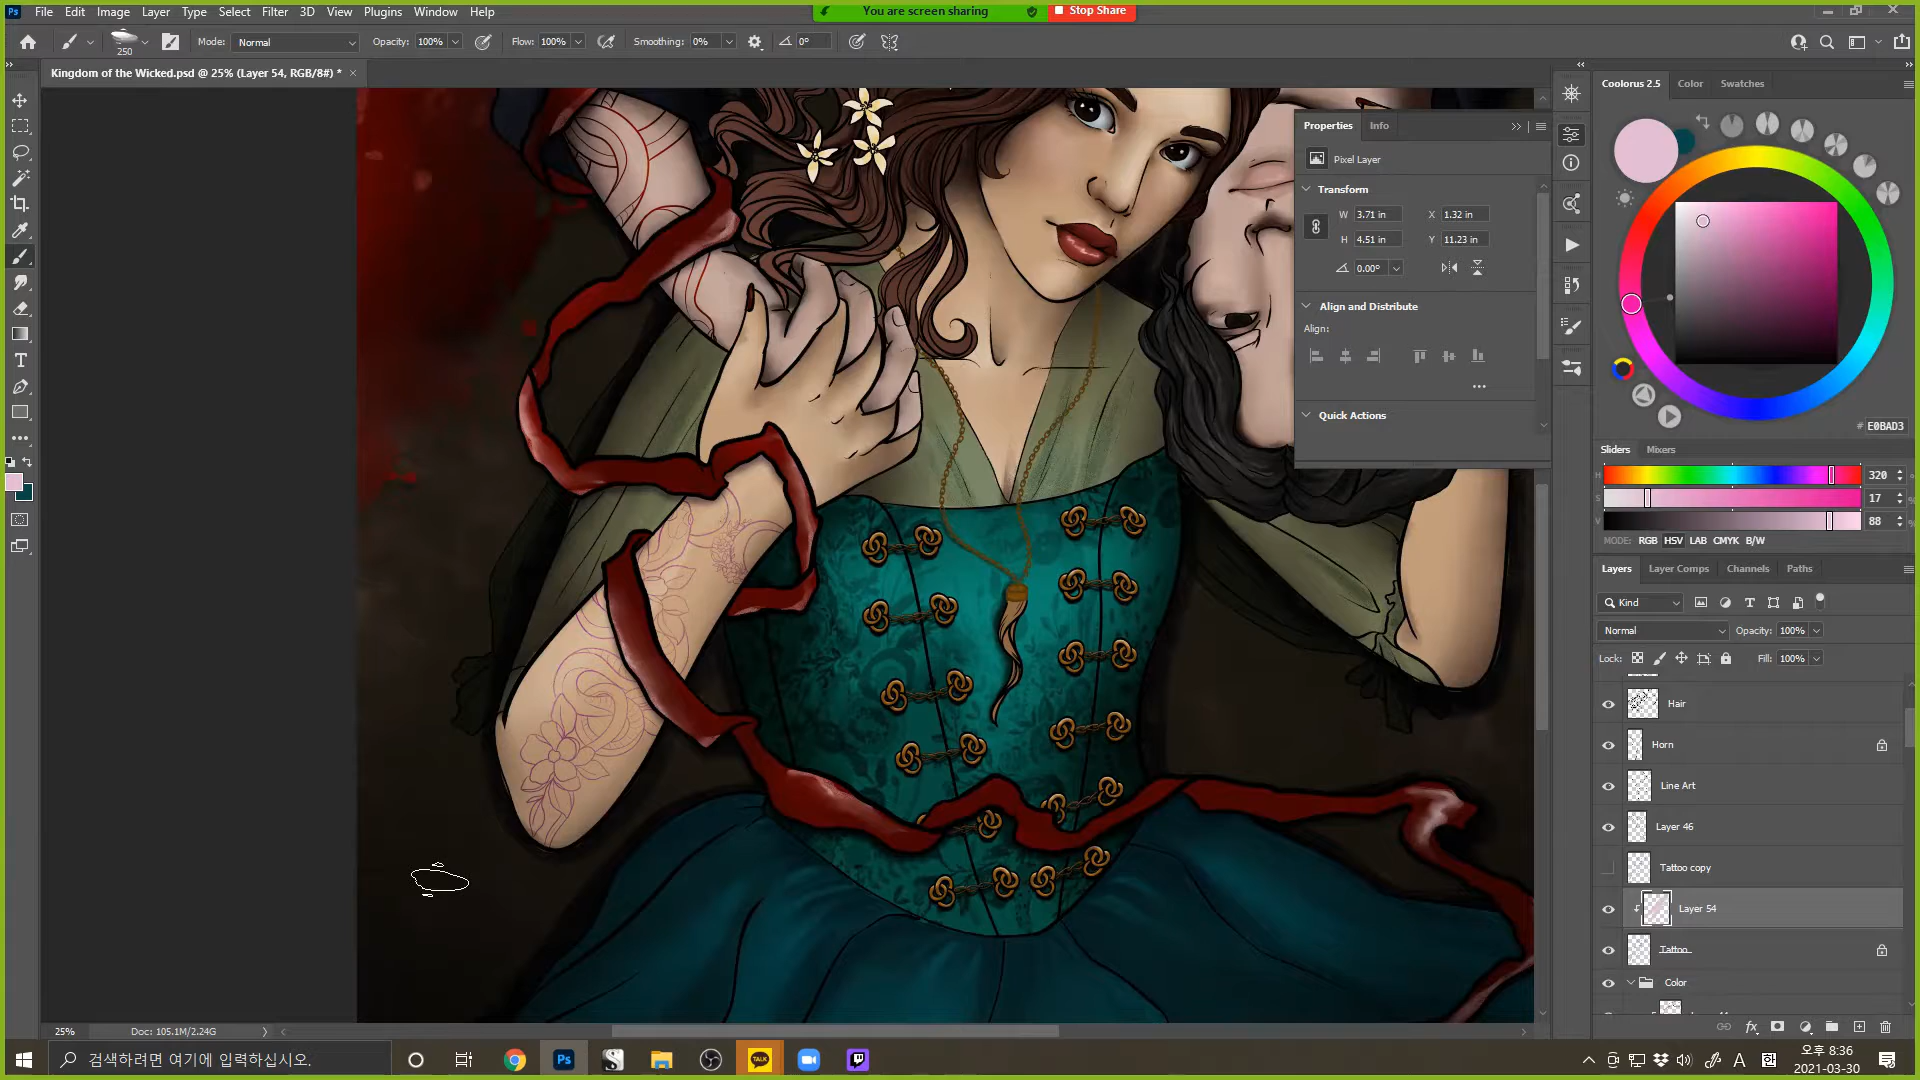 Ps File Edit Image Layer Type Select Filter 3D View Plugins Window Help
You are screen sharing Stop Share
250 Mode: Normal Opacity: 100% Flow: 100% Smoothing: 0% 0°
Kingdom of the Wicked.psd @ 25% (Layer 54, RGB/8#) *
Coolorus 2.5 Color Swatches
Properties Info
Pixel Layer
Transform
W 3.71 in X 1.32 in
H 4.51 in Y 11.23 in
0.00°
Align and Distribute
Align:
Quick Actions
# E0BAD3
Sliders Mixers
H 320 °
S 17 %
V 88 %
MODE: RGB HSV LAB CMYK B/W
Layers Layer Comps Channels Paths
Kind
Normal Opacity: 100%
Lock: Fill: 100%
Hair
Horn
Line Art
Layer 46
Tattoo copy
Layer 54
Tattoo
Color
25% Doc: 105.1M/2.24G
검색하려면 여기에 입력하십시오.
Ps
TALK
A 한
오후 8:36
2021-03-30